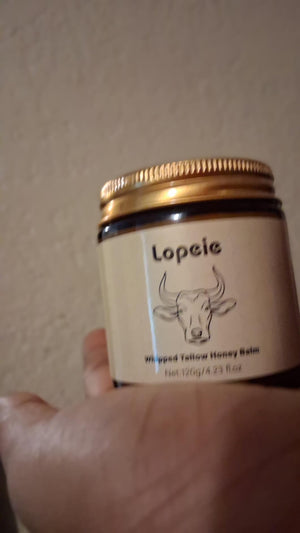 Lopeie
Whipped Tallow Honey Balm
Net:120g/4.23 fl.oz